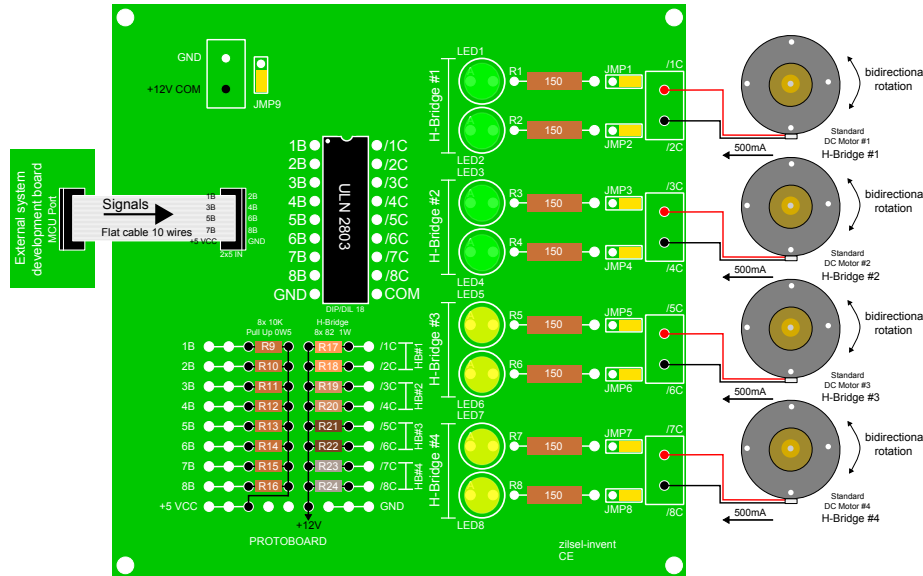 GND
+12V COM
JMP9
External system
development board
MCU Port
Signals
Flat cable 10 wires
1B
3B
5B
7B
+5 VCC
2B
4B
6B
8B
GND
2x5 IN
1B
2B
3B
4B
5B
6B
7B
8B
GND
ULN 2803
DIP/DIL 18
/1C
/2C
/3C
/4C
/5C
/6C
/7C
/8C
COM
8x 10K
Pull Up 0W5
H-Bridge
8x 82 1W
1B R9 R17 /1C
2B R10 R18 /2C
3B R11 R19 /3C
4B R12 R20 /4C
5B R13 R21 /5C
6B R14 R22 /6C
7B R15 R23 /7C
8B R16 R24 /8C
+5 VCC
GND
HB#1
HB#2
HB#3
HB#4
+12V
PROTOBOARD
H-Bridge #1
LED1
A
R1
150
JMP1
/1C
A
LED2
R2
150
JMP2
/2C
H-Bridge #2
LED3
A
R3
150
JMP3
/3C
A
LED4
R4
150
JMP4
/4C
H-Bridge #3
LED5
A
R5
150
JMP5
/5C
A
LED6
R6
150
JMP6
/6C
H-Bridge #4
LED7
A
R7
150
JMP7
/7C
A
LED8
R8
150
JMP8
/8C
zilsel-invent
CE
bidirectional
rotation
500mA
Standard
DC Motor #1
H-Bridge #1
bidirectional
rotation
500mA
Standard
DC Motor #2
H-Bridge #2
bidirectional
rotation
500mA
Standard
DC Motor #3
H-Bridge #3
bidirectional
rotation
500mA
Standard
DC Motor #4
H-Bridge #4